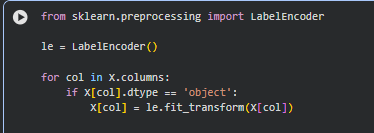 from sklearn.preprocessing import LabelEncoder
le = LabelEncoder()
for col in X.columns:
    if X[col].dtype == 'object':
        X[col] = le.fit_transform(X[col])